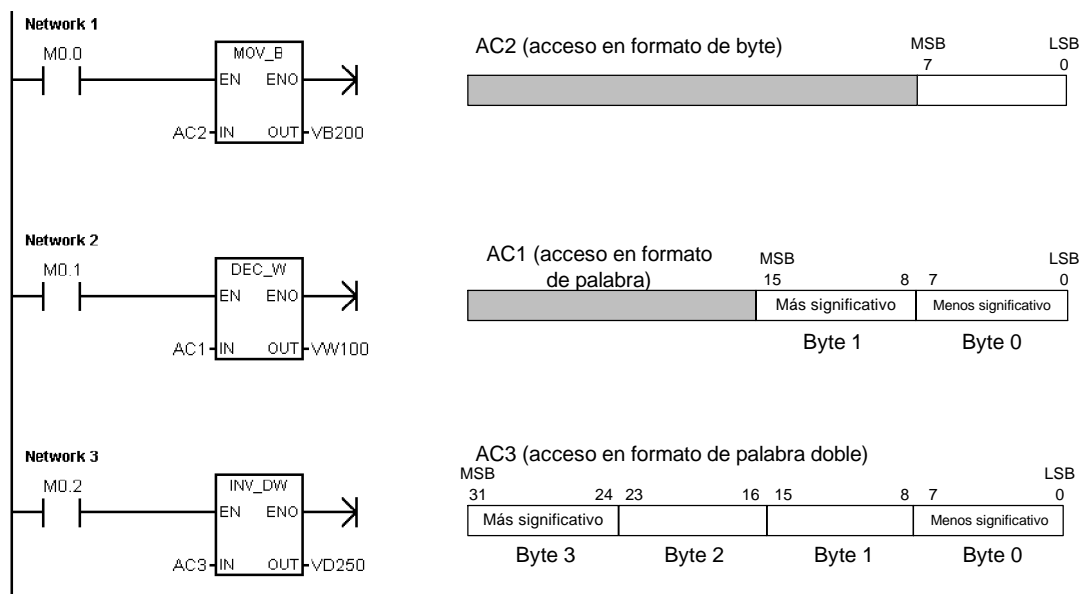 Network 1
M0.0
MOV_B
EN ENO
AC2 IN OUT VB200
AC2 (acceso en formato de byte)
MSB LSB
7 0
Network 2
M0.1
DEC_W
EN ENO
AC1 IN OUT VW100
AC1 (acceso en formato
de palabra)
MSB LSB
15 8 7 0
Más significativo Menos significativo
Byte 1 Byte 0
Network 3
M0.2
INV_DW
EN ENO
AC3 IN OUT VD250
AC3 (acceso en formato de palabra doble)
MSB LSB
31 24 23 16 15 8 7 0
Más significativo Menos significativo
Byte 3 Byte 2 Byte 1 Byte 0